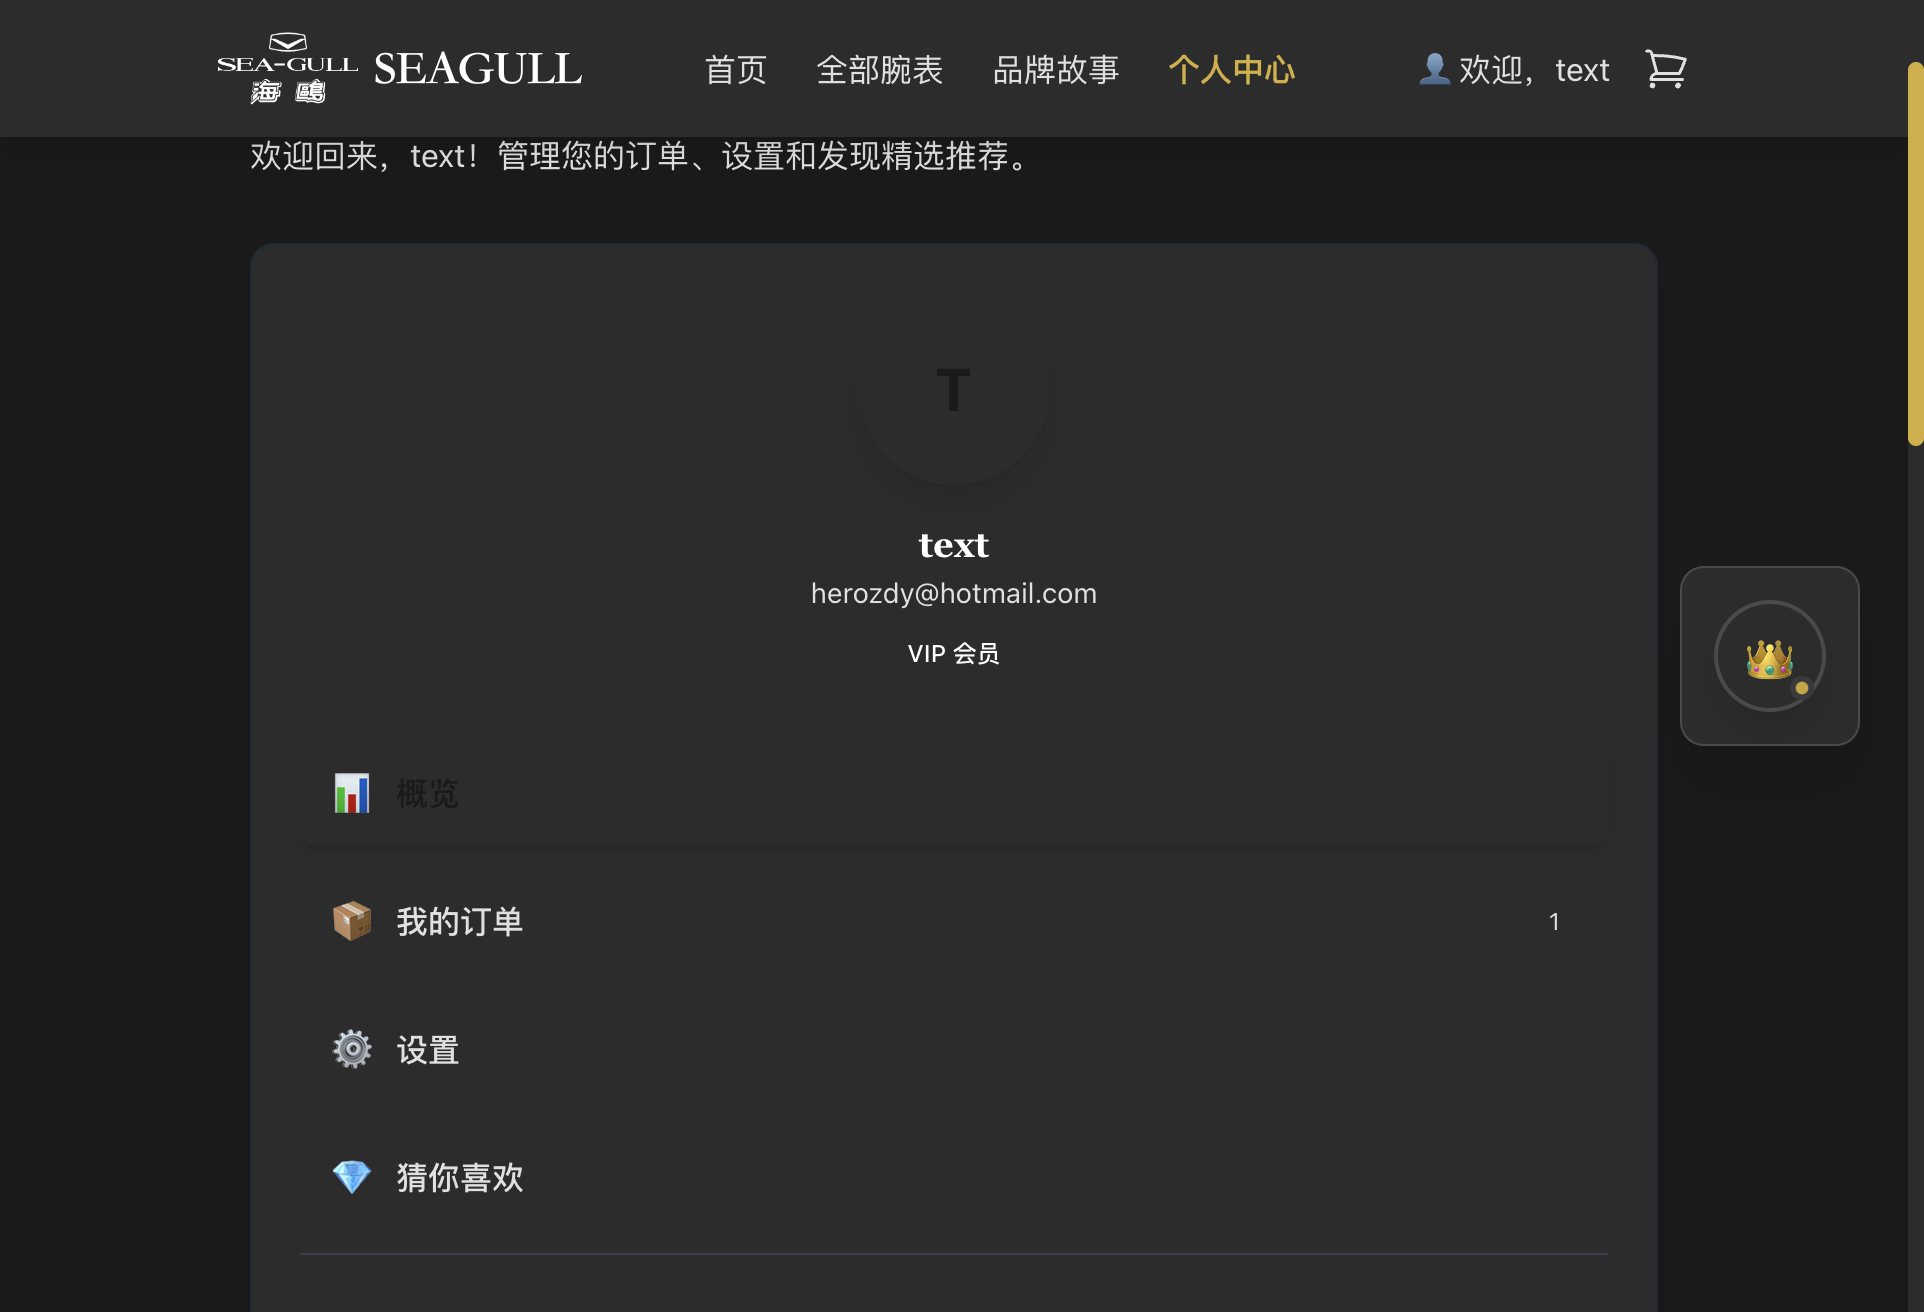 SEA-GULL
海鷗
SEAGULL
首页
全部腕表
品牌故事
个人中心
欢迎，text
欢迎回来，text！管理您的订单、设置和发现精选推荐。
T
text
herozdy@hotmail.com
VIP 会员
概览
我的订单
1
设置
猜你喜欢